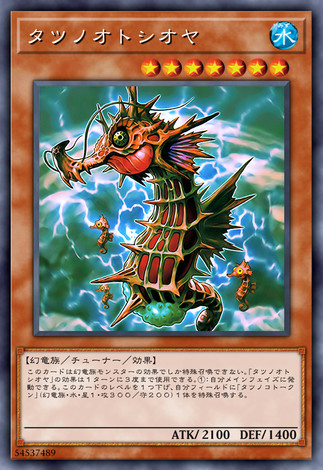 タツノオトシオヤ
水
【幻竜族／チューナー／効果】
このカードは幻竜族モンスターの効果でしか特殊召喚できない。「タツノオト
シオヤ」の効果は１ターンに３度まで使用できる。①：自分メインフェイズに発
動できる。このカードのレベルを１つ下げ、自分フィールドに「タツノコトーク
ン」（幻竜族・水・星１・攻３００／守２００）１体を特殊召喚する。
ATK/ 2100 DEF/ 1400
54537489